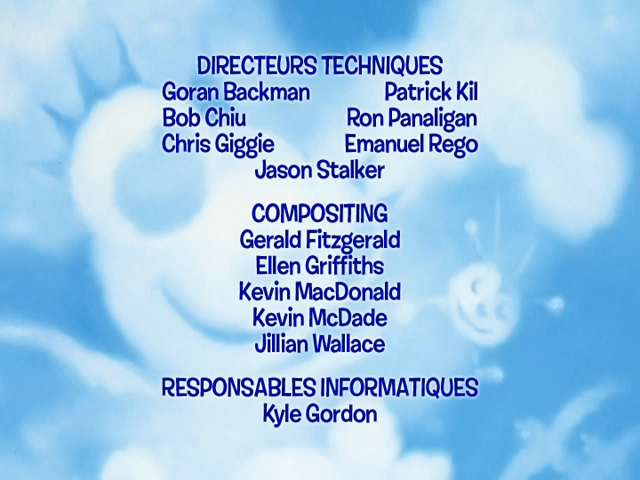 DIRECTEURS TECHNIQUES
Goran Backman Patrick Kil
Bob Chiu Ron Panaligan
Chris Giggie Emanuel Rego
Jason Stalker
COMPOSITING
Gerald Fitzgerald
Ellen Griffiths
Kevin MacDonald
Kevin McDade
Jillian Wallace
RESPONSABLES INFORMATIQUES
Kyle Gordon